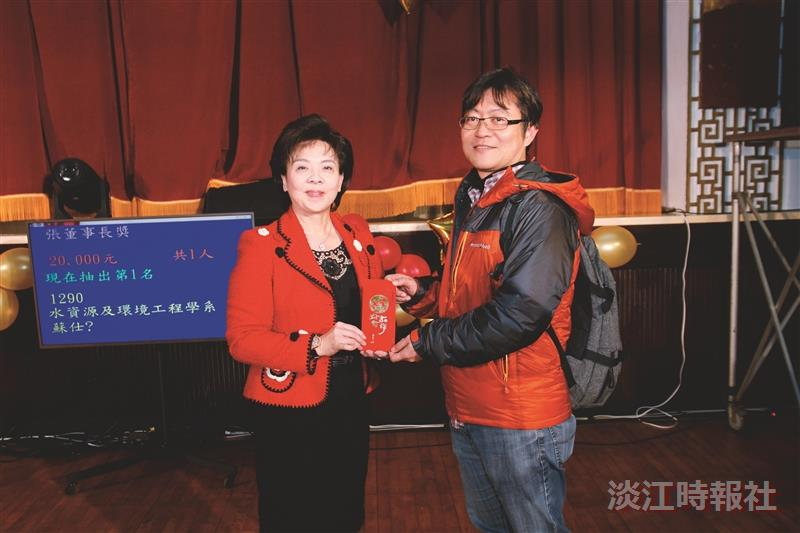 張董事長獎
20,000元 共1人
現在抽出第1名
1290
水資源及環境工程學系
蘇仕?
淡江時報社